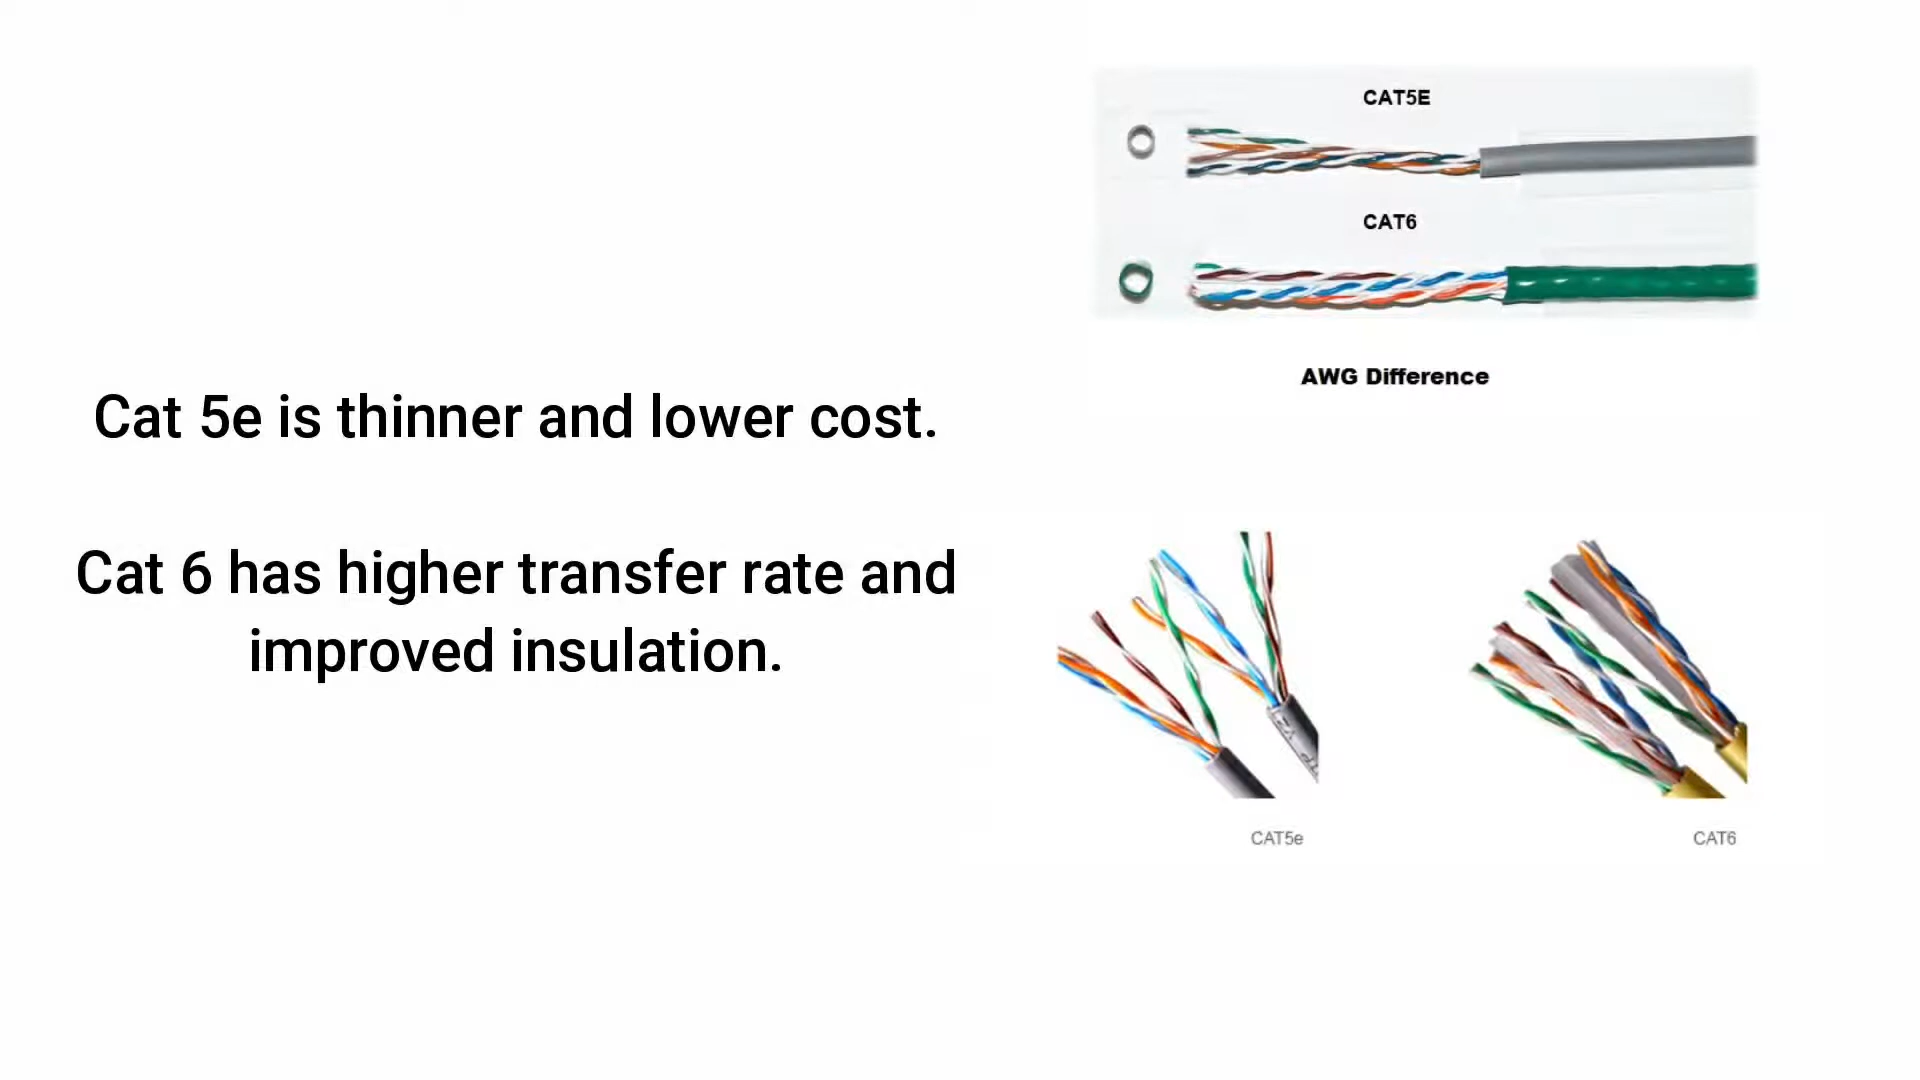 Cat 5e is thinner and lower cost.
Cat 6 has higher transfer rate and
improved insulation.
CAT5E
CAT6
AWG Difference
CAT5e
CAT6